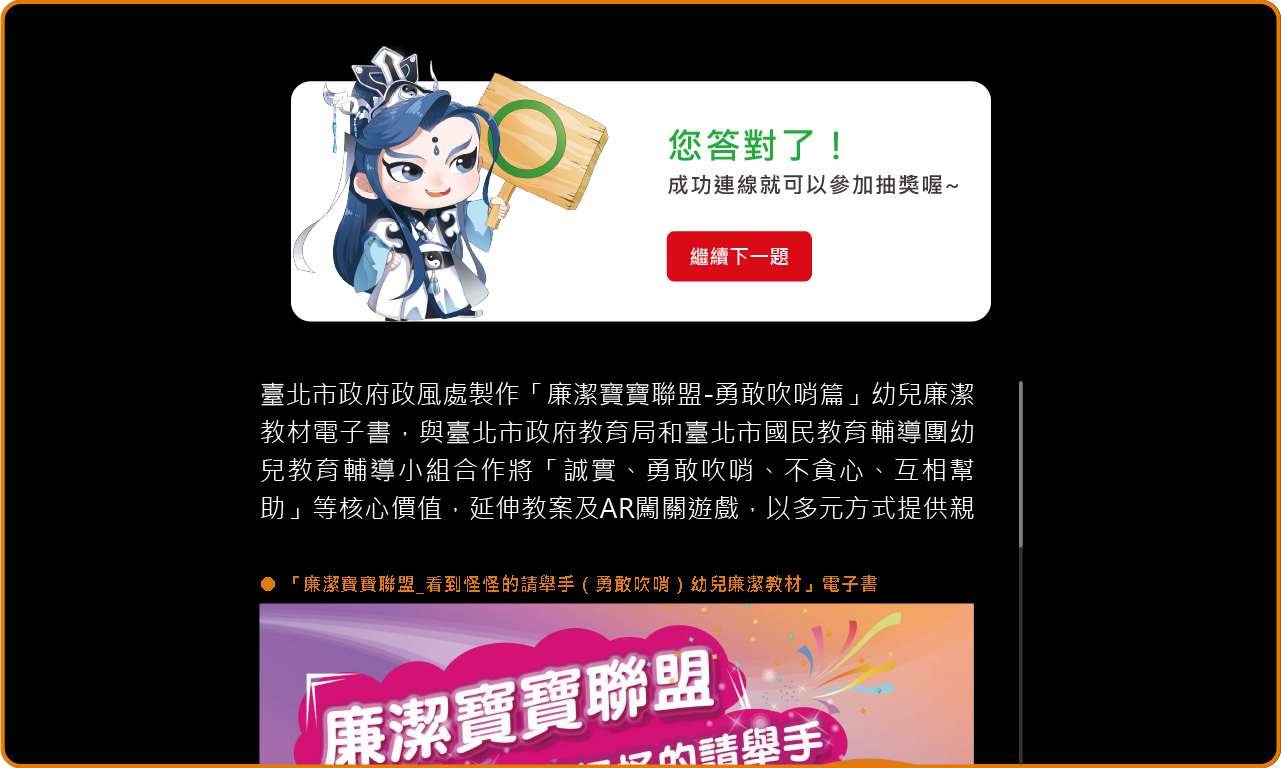 您答對了！
成功連線就可以參加抽獎喔~
繼續下一題
臺北市政府政風處製作「廉潔寶寶聯盟-勇敢吹哨篇」幼兒廉潔
教材電子書，與臺北市政府教育局和臺北市國民教育輔導團幼
兒教育輔導小組合作將「誠實、勇敢吹哨、不貪心、互相幫
助」等核心價值，延伸教案及AR闖關遊戲，以多元方式提供親
● 「廉潔寶寶聯盟_看到怪怪的請舉手（勇敢吹哨）幼兒廉潔教材」電子書
廉潔寶寶聯盟
怪的請舉手